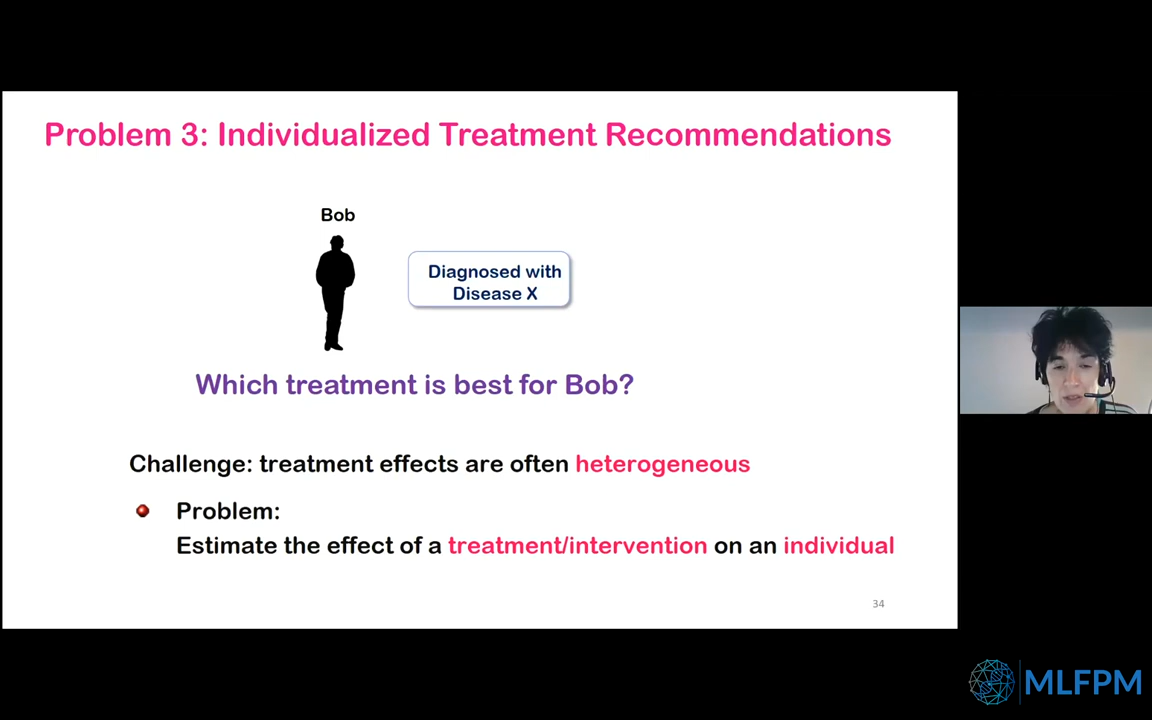 Problem 3: Individualized Treatment Recommendations
Bob
Diagnosed with
Disease X
Which treatment is best for Bob?
Challenge: treatment effects are often heterogeneous
Problem:
Estimate the effect of a treatment/intervention on an individual
34
MLFPM